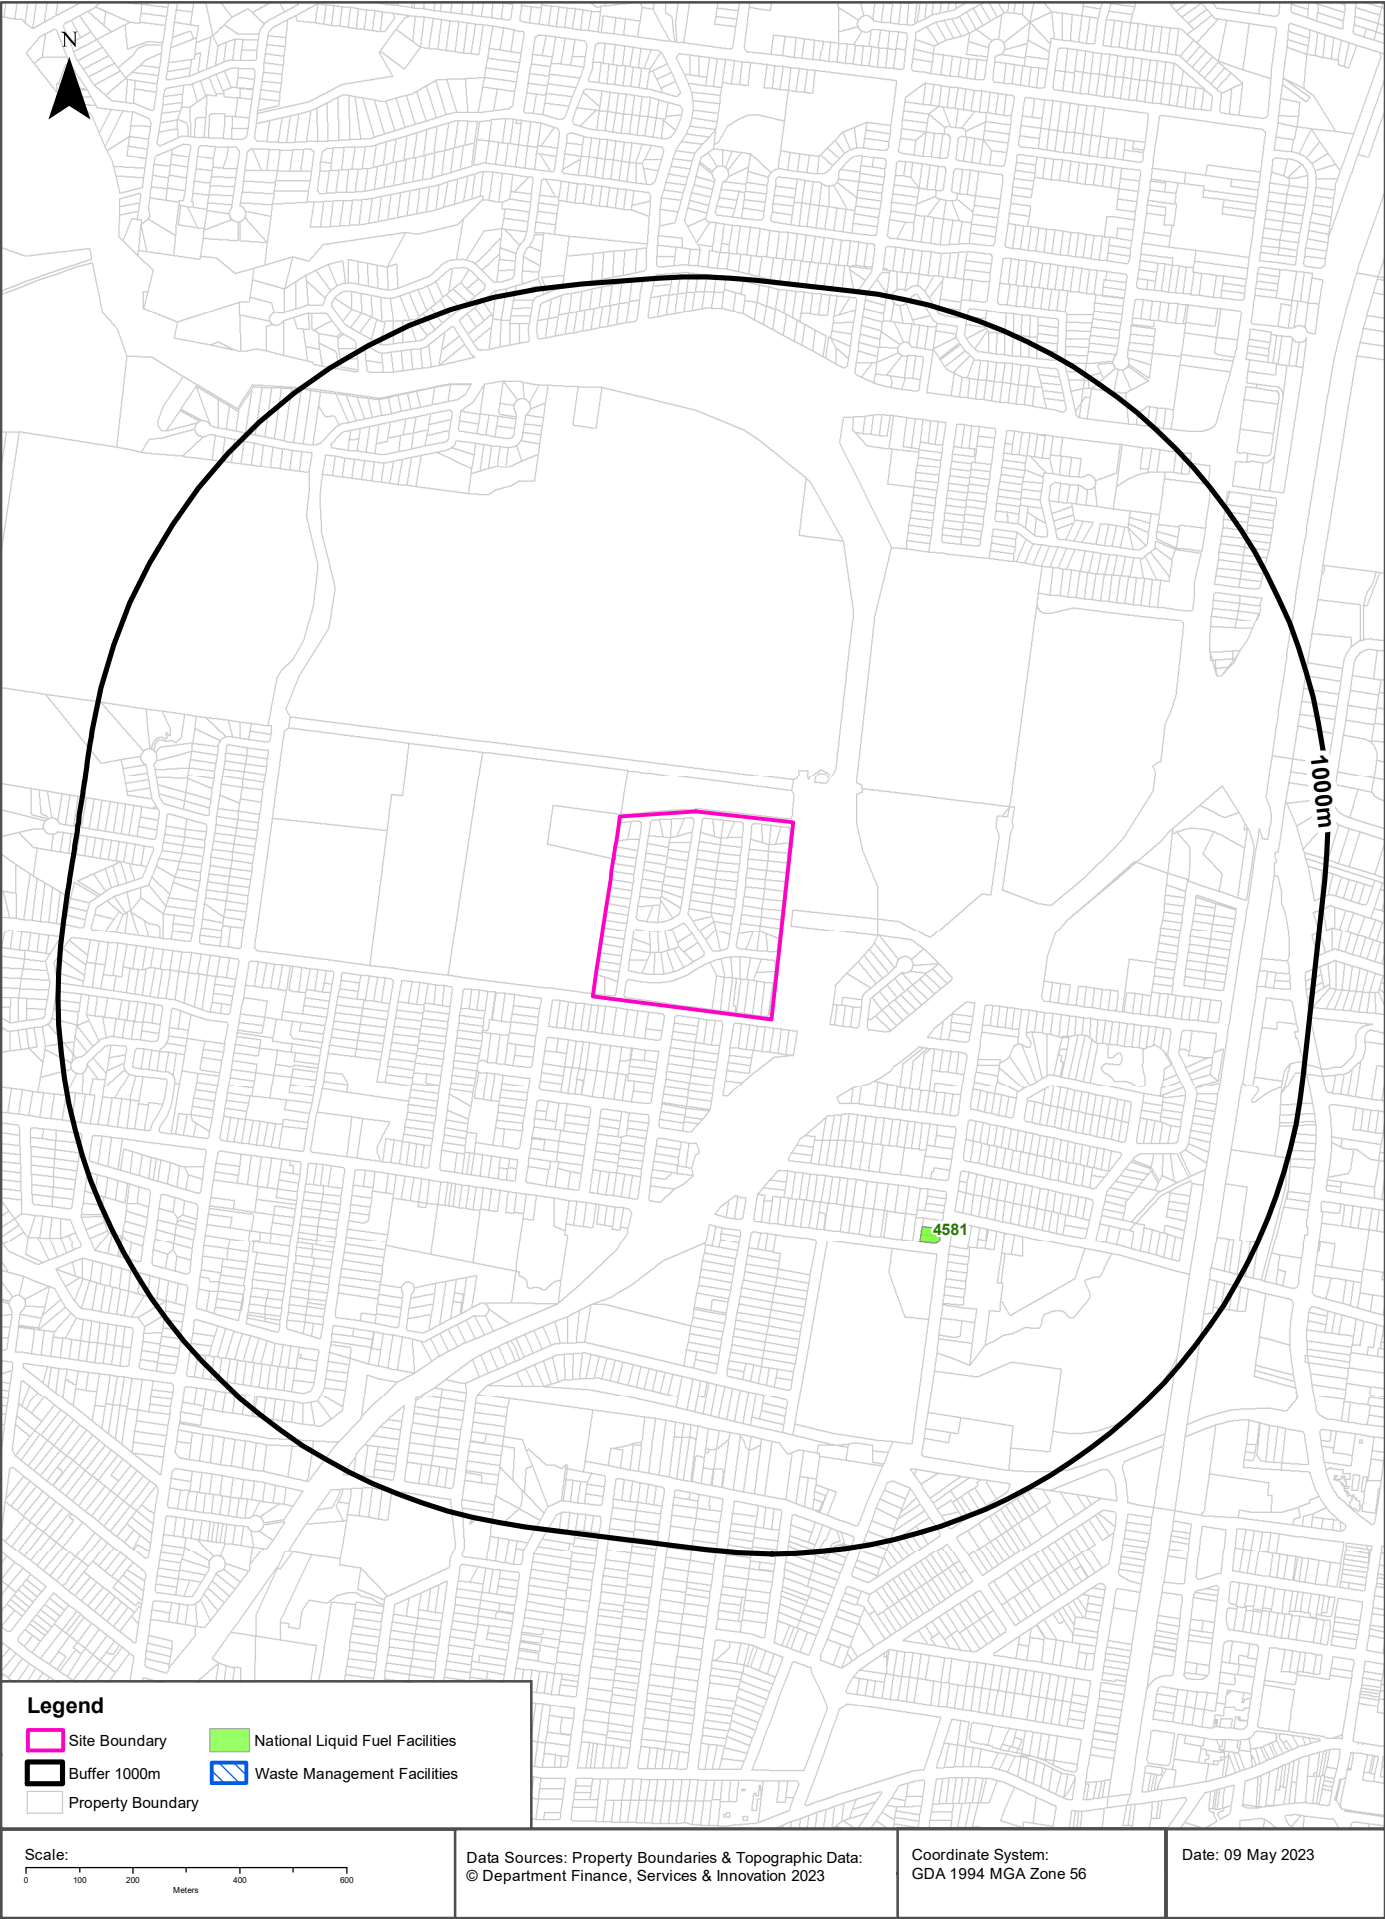 N
1000m
4581
Legend
Site Boundary
National Liquid Fuel Facilities
Buffer 1000m
Waste Management Facilities
Property Boundary
Scale:
0 100 200 400 600
Meters
Data Sources: Property Boundaries & Topographic Data:
© Department Finance, Services & Innovation 2023
Coordinate System:
GDA 1994 MGA Zone 56
Date: 09 May 2023